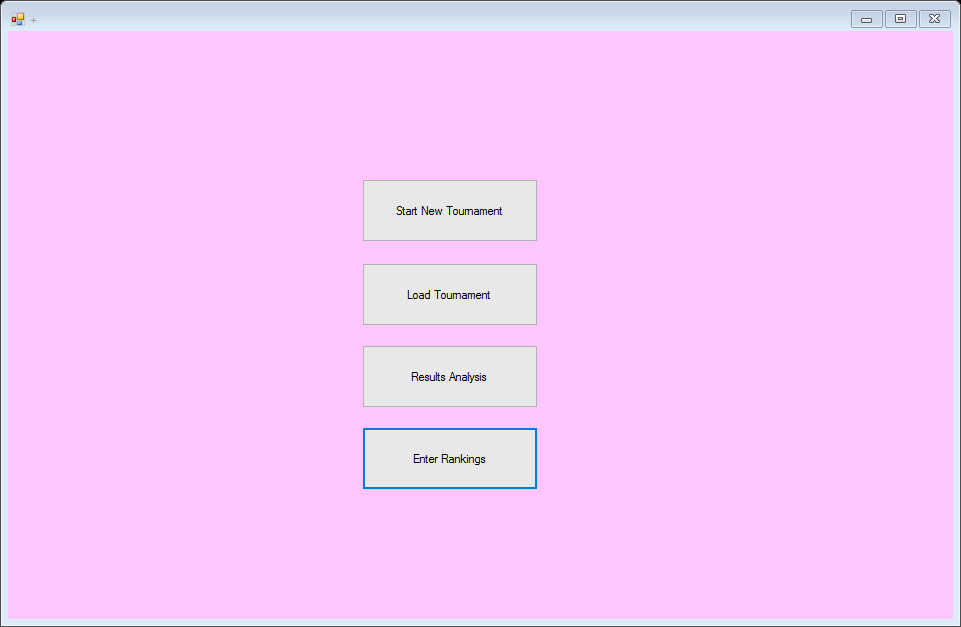 +
Start New Tournament
Load Tournament
Results Analysis
Enter Rankings